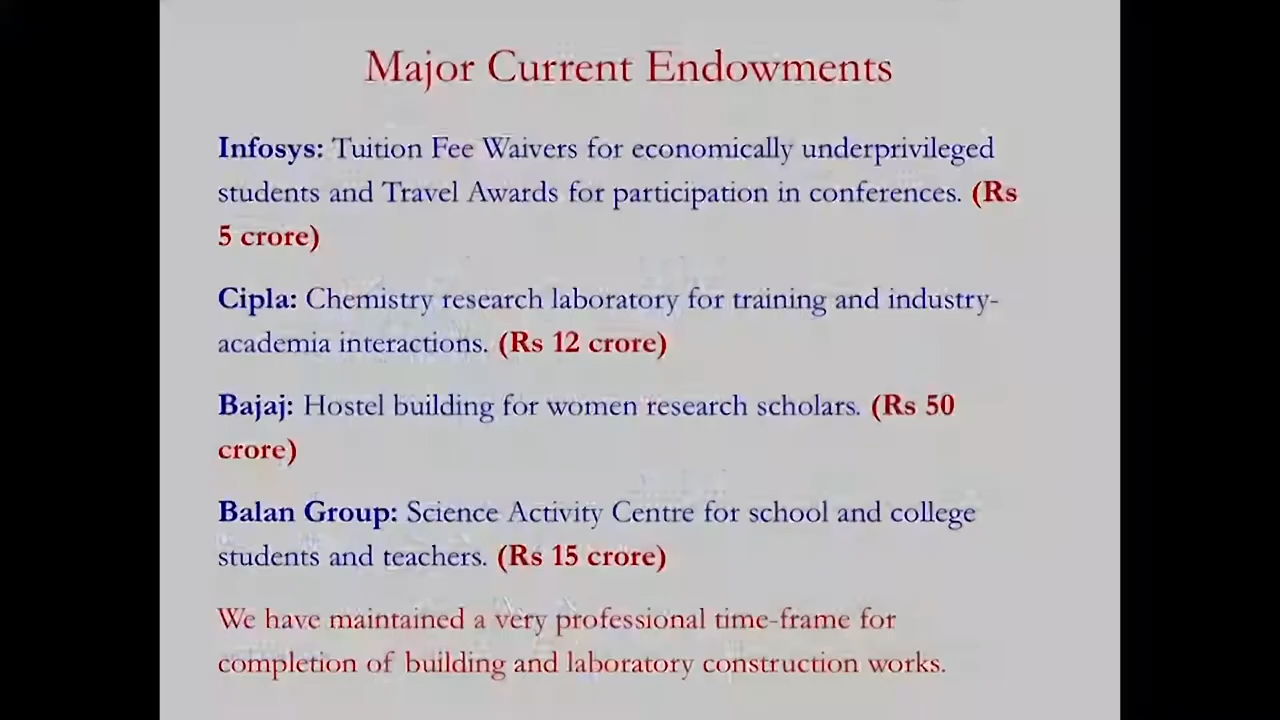 Major Current Endowments
Infosys: Tuition Fee Waivers for economically underprivileged
students and Travel Awards for participation in conferences. (Rs
5 crore)
Cipla: Chemistry research laboratory for training and industry-
academia interactions. (Rs 12 crore)
Bajaj: Hostel building for women research scholars. (Rs 50
crore)
Balan Group: Science Activity Centre for school and college
students and teachers. (Rs 15 crore)
We have maintained a very professional time-frame for
completion of building and laboratory construction works.